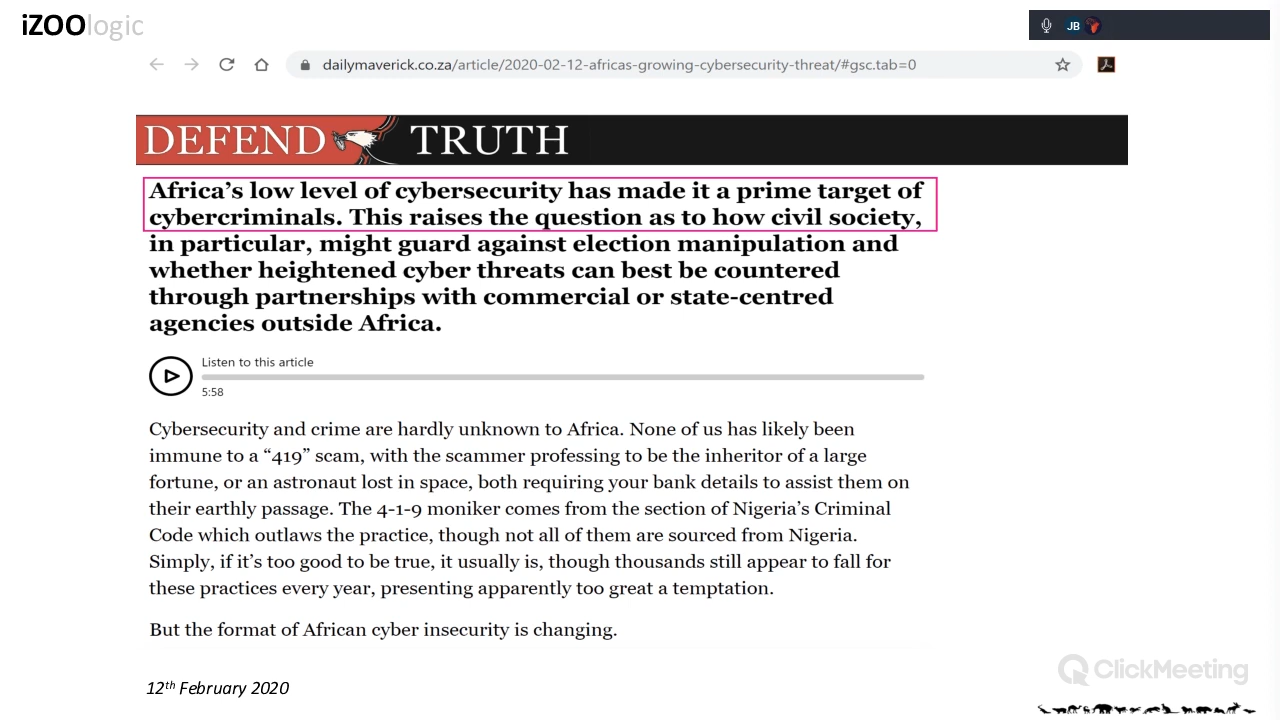 iZOOlogic
JB
dailymaverick.co.za/article/2020-02-12-africas-growing-cybersecurity-threat/#gsc.tab=0
DEFEND TRUTH
Africa’s low level of cybersecurity has made it a prime target of
cybercriminals. This raises the question as to how civil society,
in particular, might guard against election manipulation and
whether heightened cyber threats can best be countered
through partnerships with commercial or state-centred
agencies outside Africa.
Listen to this article
5:58
Cybersecurity and crime are hardly unknown to Africa. None of us has likely been
immune to a “419” scam, with the scammer professing to be the inheritor of a large
fortune, or an astronaut lost in space, both requiring your bank details to assist them on
their earthly passage. The 4-1-9 moniker comes from the section of Nigeria’s Criminal
Code which outlaws the practice, though not all of them are sourced from Nigeria.
Simply, if it’s too good to be true, it usually is, though thousands still appear to fall for
these practices every year, presenting apparently too great a temptation.
But the format of African cyber insecurity is changing.
12th February 2020
ClickMeeting